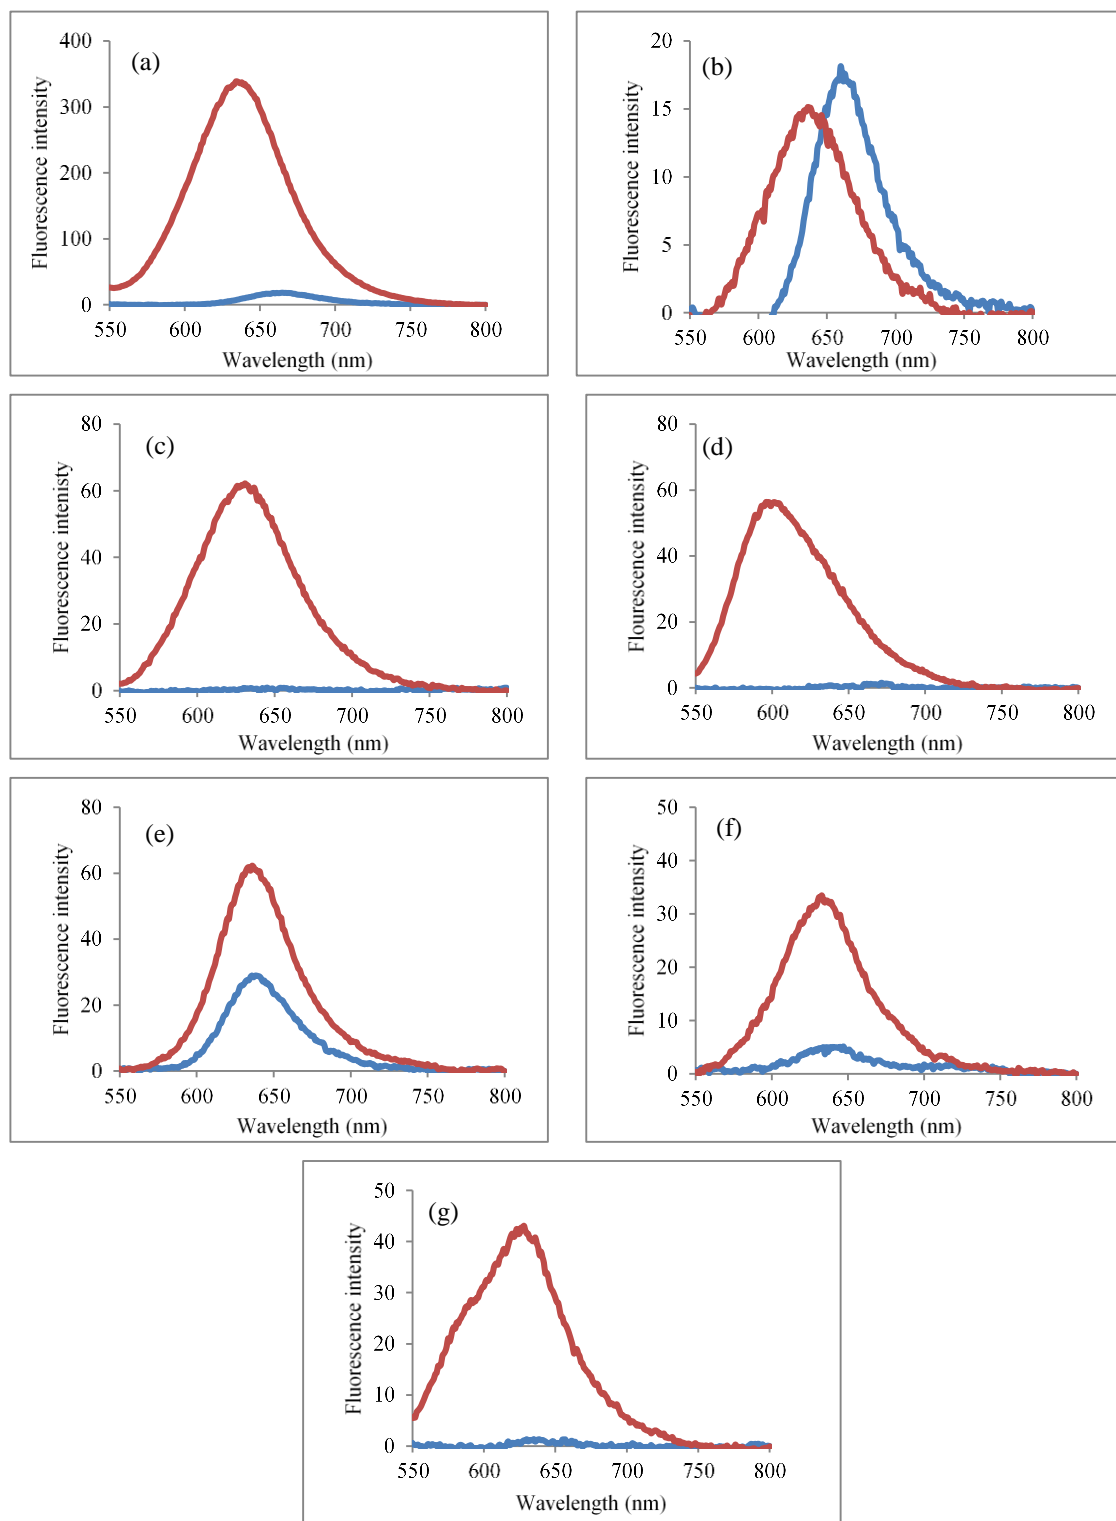 (a)
Fluorescence intensity
400
300
200
100
0
550 600 650 700 750 800
Wavelength (nm)
(b)
Fluorescence intensity
20
15
10
5
0
550 600 650 700 750 800
Wavelength (nm)
(c)
Fluorescence intenisty
80
60
40
20
0
550 600 650 700 750 800
Wavelength (nm)
(d)
Flourescence intensity
80
60
40
20
0
550 600 650 700 750 800
Wavelength (nm)
(e)
Fluorescence intensity
80
60
40
20
0
550 600 650 700 750 800
Wavelength (nm)
(f)
Fluorescence intensity
50
40
30
20
10
0
550 600 650 700 750 800
Wavelength (nm)
(g)
Fluorescence intensity
50
40
30
20
10
0
550 600 650 700 750 800
Wavelength (nm)